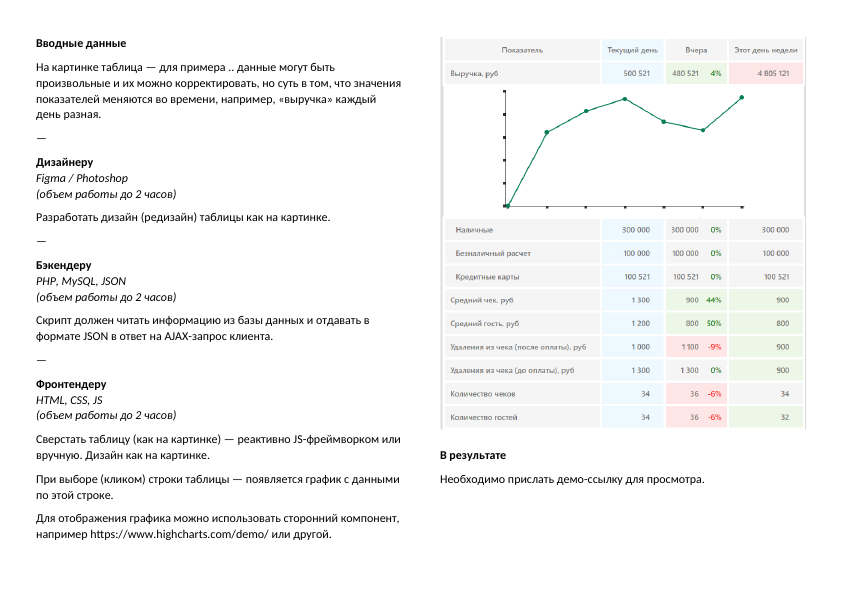 Вводные данные
На картинке таблица — для примера .. данные могут быть
произвольные и их можно корректировать, но суть в том, что значения
показателей меняются во времени, например, «выручка» каждый
день разная.
—
Дизайнеру
Figma / Photoshop
(объем работы до 2 часов)
Разработать дизайн (редизайн) таблицы как на картинке.
—
Бэкендеру
PHP, MySQL, JSON
(объем работы до 2 часов)
Скрипт должен читать информацию из базы данных и отдавать в
формате JSON в ответ на AJAX-запрос клиента.
—
Фронтендеру
HTML, CSS, JS
(объем работы до 2 часов)
Сверстать таблицу (как на картинке) — реактивно JS-фреймворком или
вручную. Дизайн как на картинке.
При выборе (кликом) строки таблицы — появляется график с данными
по этой строке.
Для отображения графика можно использовать сторонний компонент,
например https://www.highcharts.com/demo/ или другой.
Показатель Текущий день Вчера Этот день недели
Выручка, руб 500 521 480 521 4% 4 805 121
Наличные 300 000 300 000 0% 300 000
Безналичный расчет 100 000 100 000 0% 100 000
Кредитные карты 100 521 100 521 0% 100 521
Средний чек, руб 1 300 900 44% 900
Средний гость, руб 1 200 800 50% 800
Удаления из чека (после оплаты), руб 1 000 1 100 -9% 900
Удаления из чека (до оплаты), руб 1 300 1 300 0% 900
Количество чеков 34 36 -6% 34
Количество гостей 34 36 -6% 32
В результате
Необходимо прислать демо-ссылку для просмотра.